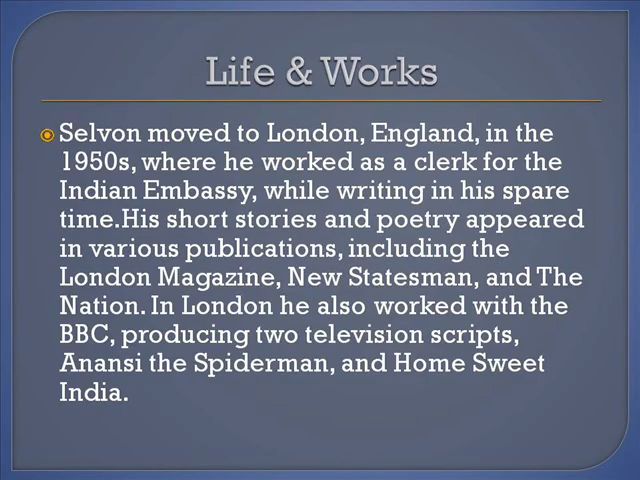 Life & Works
Selvon moved to London, England, in the
1950s, where he worked as a clerk for the
Indian Embassy, while writing in his spare
time.His short stories and poetry appeared
in various publications, including the
London Magazine, New Statesman, and The
Nation. In London he also worked with the
BBC, producing two television scripts,
Anansi the Spiderman, and Home Sweet
India.